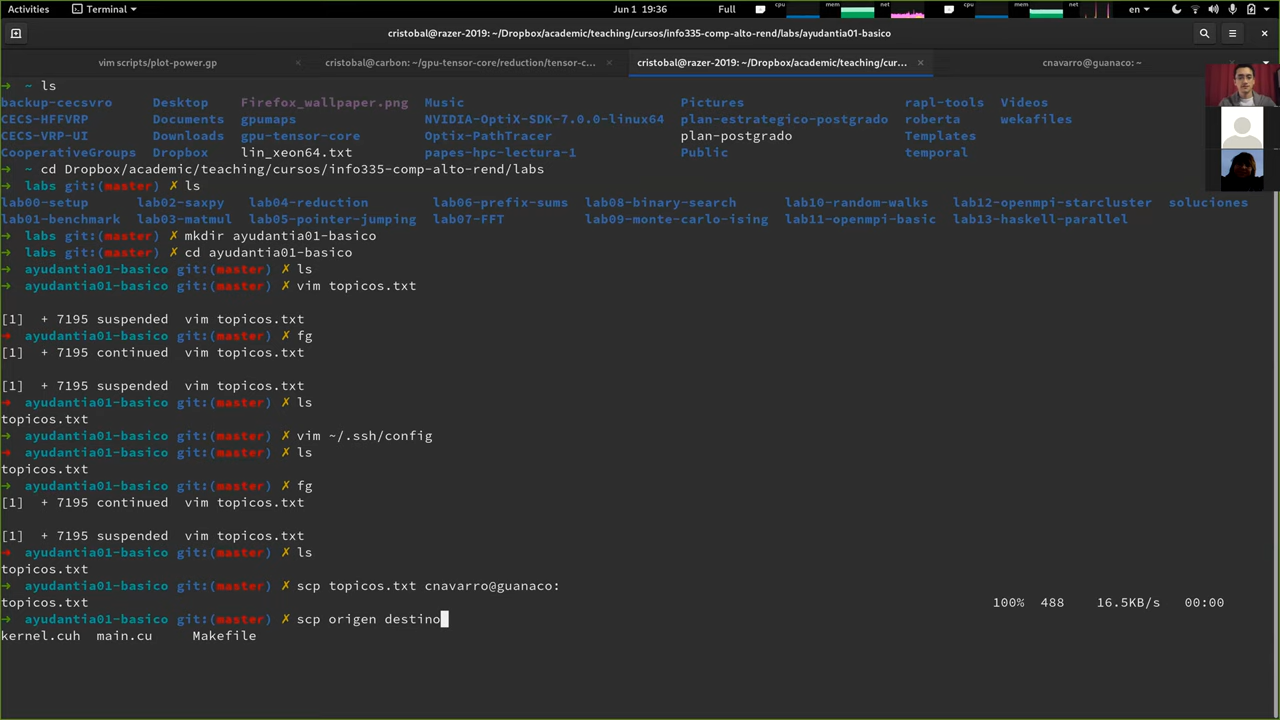 Activities Terminal Jun 1 19:36 Full cpu mem net cpu mem net en
cristobal@razer-2019: ~/Dropbox/academic/teaching/cursos/info335-comp-alto-rend/labs/ayudantia01-basico
vim scripts/plot-power.gp × cristobal@carbon: ~/gpu-tensor-core/reduction/tensor-c... × cristobal@razer-2019: ~/Dropbox/academic/teaching/cur... × cnavarro@guanaco: ~
➜ ~ ls
backup-cecsvro Desktop Firefox_wallpaper.png Music Pictures rapl-tools Videos
CECS-HFFVRP Documents gpumaps NVIDIA-OptiX-SDK-7.0.0-linux64 plan-estrategico-postgrado roberta wekafiles
CECS-VRP-UI Downloads gpu-tensor-core Optix-PathTracer plan-postgrado Templates
CooperativeGroups Dropbox lin_xeon64.txt papes-hpc-lectura-1 Public temporal
➜ ~ cd Dropbox/academic/teaching/cursos/info335-comp-alto-rend/labs
➜ labs git:(master) ✗ ls
lab00-setup lab02-saxpy lab04-reduction lab06-prefix-sums lab08-binary-search lab10-random-walks lab12-openmpi-starcluster soluciones
lab01-benchmark lab03-matmul lab05-pointer-jumping lab07-FFT lab09-monte-carlo-ising lab11-openmpi-basic lab13-haskell-parallel
➜ labs git:(master) ✗ mkdir ayudantia01-basico
➜ labs git:(master) ✗ cd ayudantia01-basico
➜ ayudantia01-basico git:(master) ✗ ls
➜ ayudantia01-basico git:(master) ✗ vim topicos.txt
[1] + 7195 suspended vim topicos.txt
➜ ayudantia01-basico git:(master) ✗ fg
[1] + 7195 continued vim topicos.txt
[1] + 7195 suspended vim topicos.txt
➜ ayudantia01-basico git:(master) ✗ ls
topicos.txt
➜ ayudantia01-basico git:(master) ✗ vim ~/.ssh/config
➜ ayudantia01-basico git:(master) ✗ ls
topicos.txt
➜ ayudantia01-basico git:(master) ✗ fg
[1] + 7195 continued vim topicos.txt
[1] + 7195 suspended vim topicos.txt
➜ ayudantia01-basico git:(master) ✗ ls
topicos.txt
➜ ayudantia01-basico git:(master) ✗ scp topicos.txt cnavarro@guanaco:
topicos.txt 100% 488 16.5KB/s 00:00
➜ ayudantia01-basico git:(master) ✗ scp origen destino
kernel.cuh main.cu Makefile